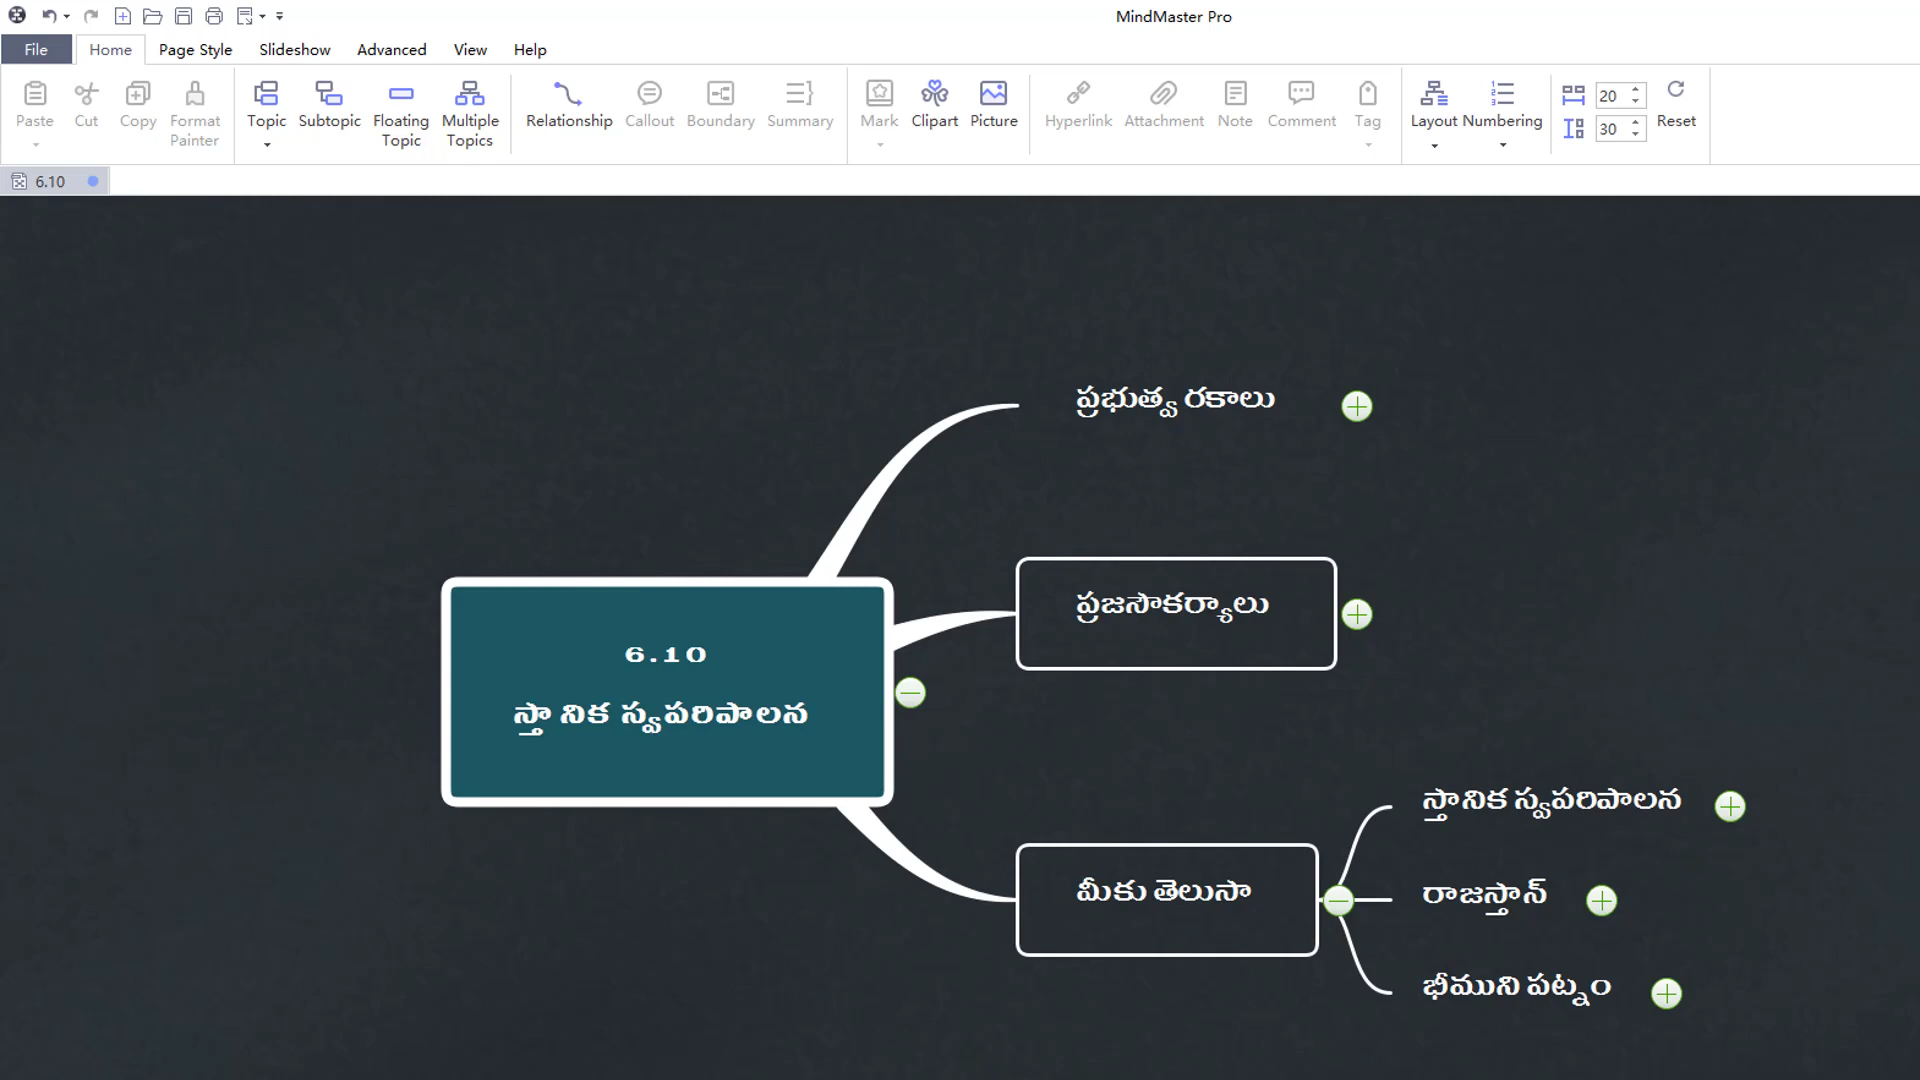 MindMaster Pro
File Home Page Style Slideshow Advanced View Help
Paste Cut Copy Format Painter Topic Subtopic Floating Topic Multiple Topics Relationship Callout Boundary Summary Mark Clipart Picture Hyperlink Attachment Note Comment Tag Layout Numbering 20 30 Reset
6.10
ప్రభుత్వ రకాలు
ప్రజసౌకర్యాలు
6.10
స్తానిక స్వపరిపాలన
స్తానిక స్వపరిపాలన
మీకు తెలుసా
రాజస్తాన్
భీముని పట్నం